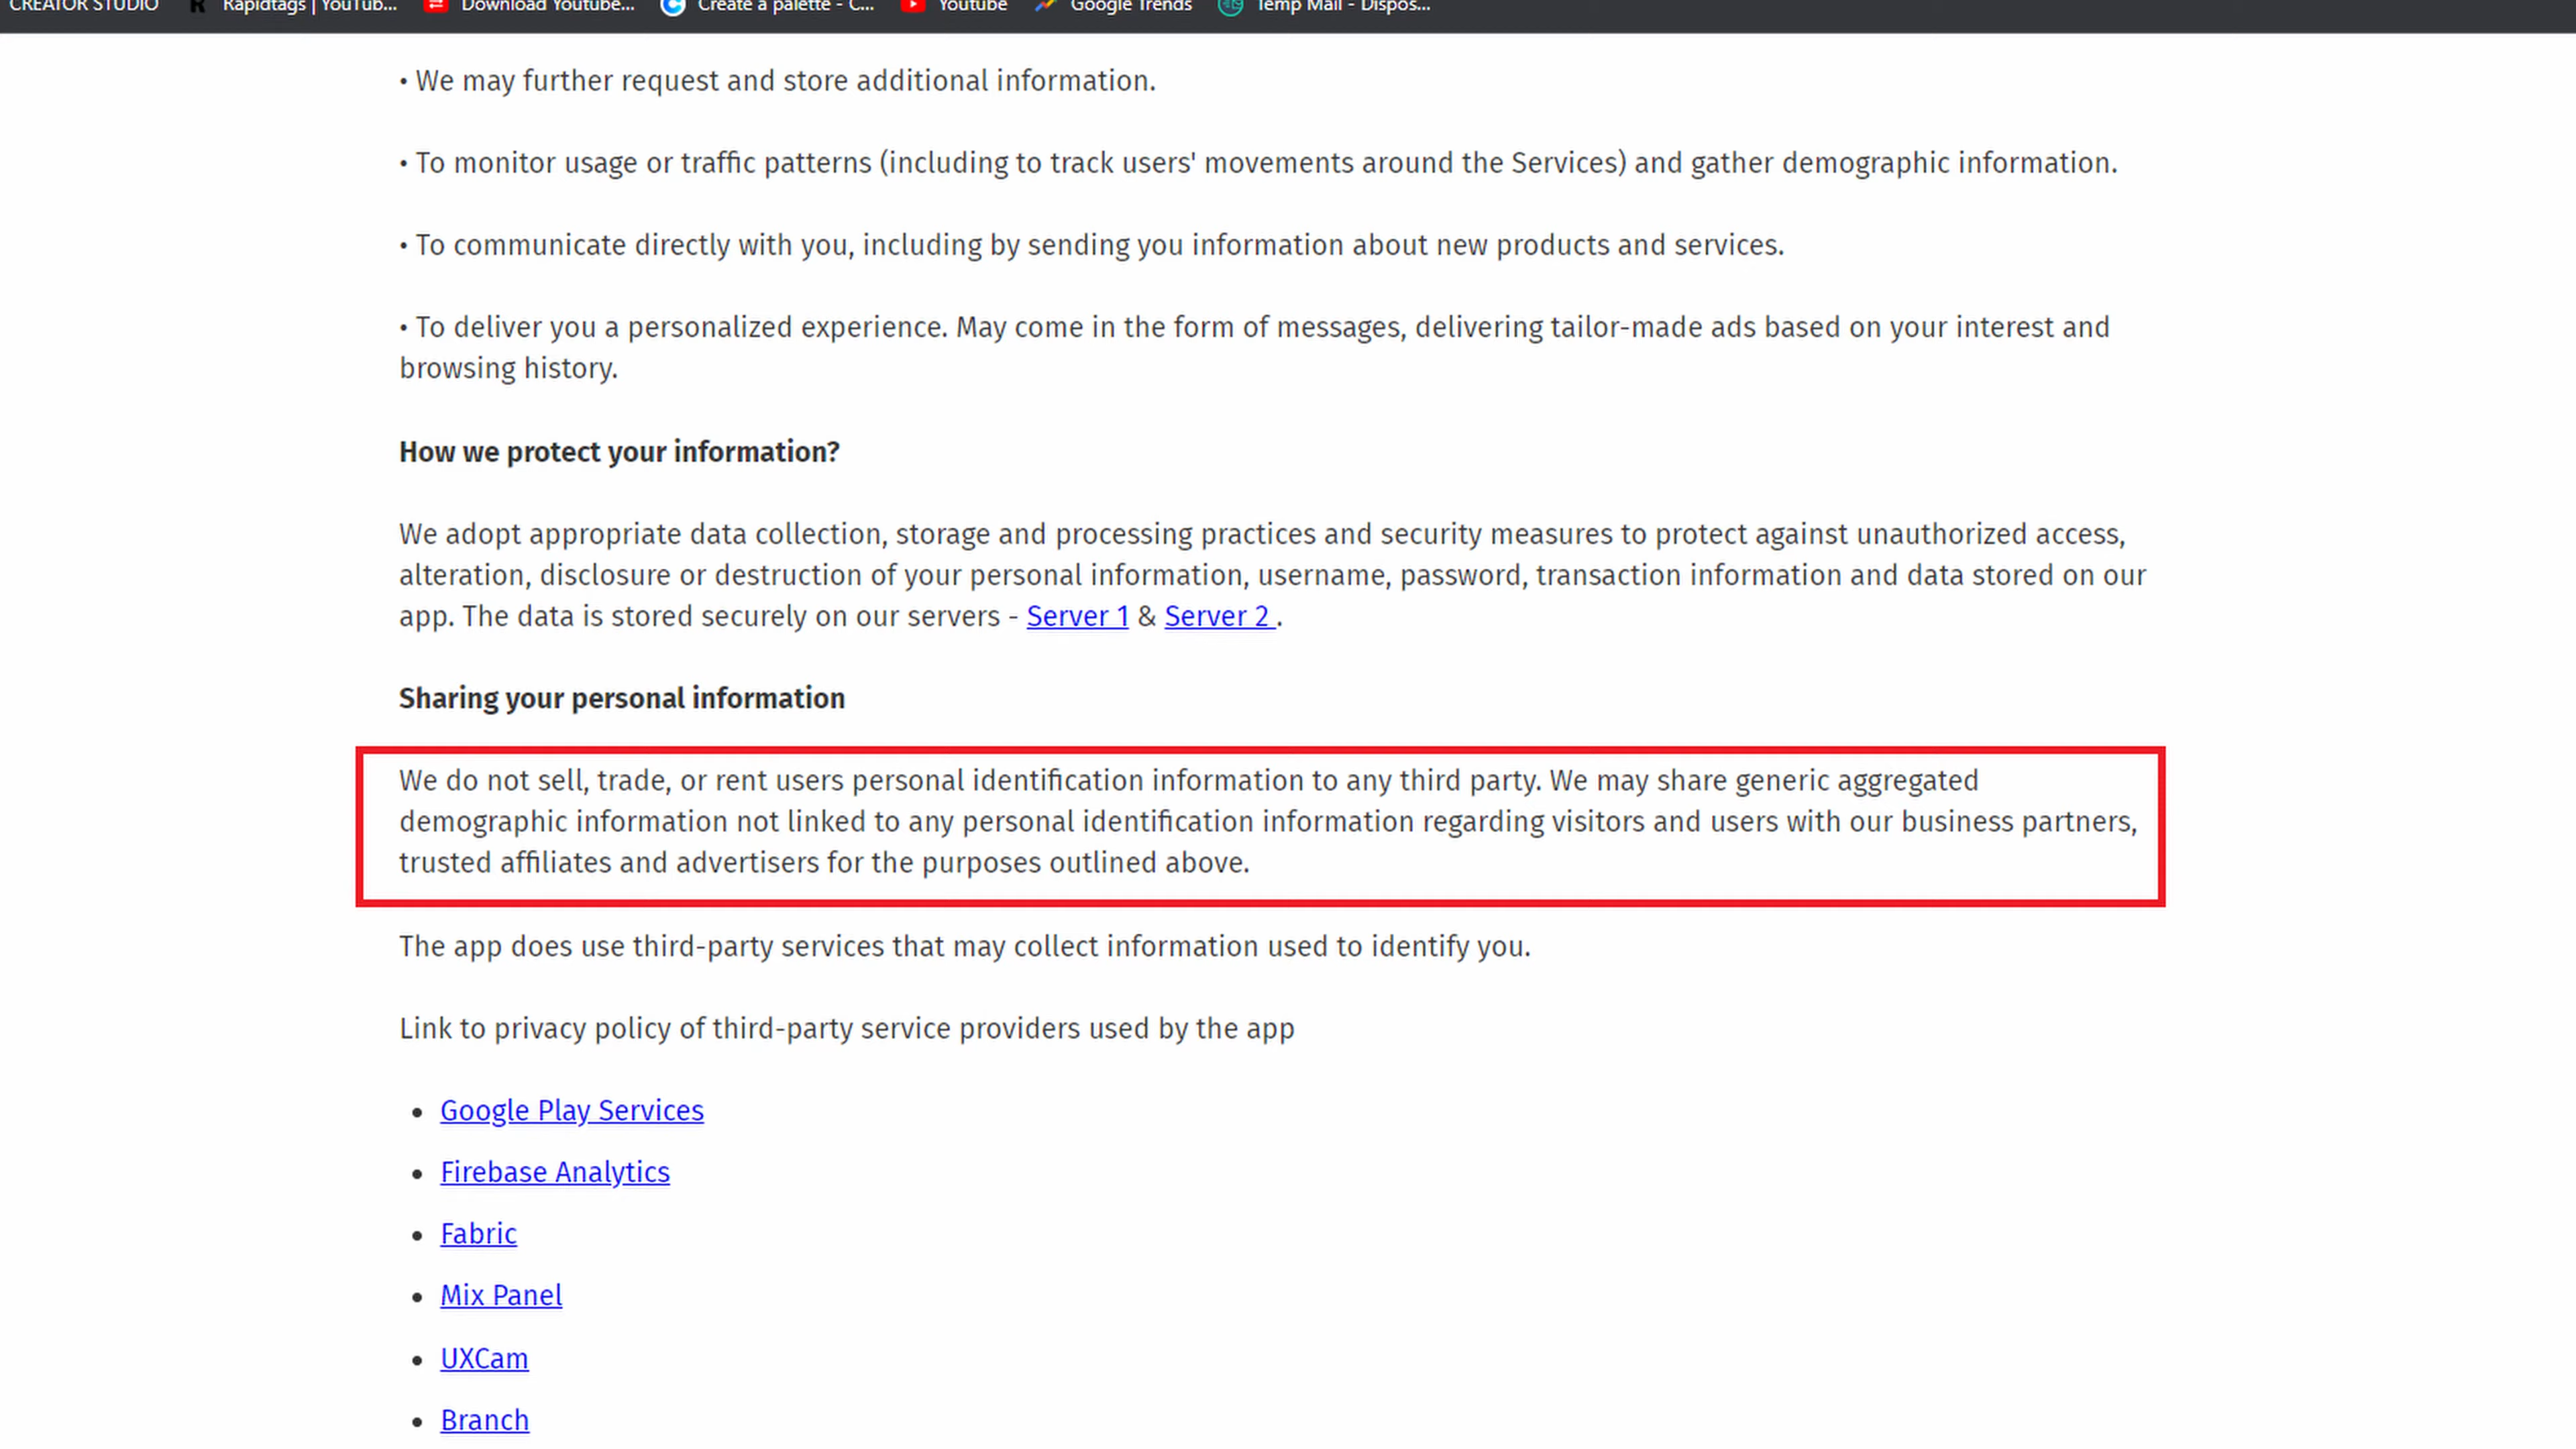 CREATOR STUDIO Rapidtags | YouTub... Download Youtube... Create a palette - C... Youtube Google Trends Temp Mail - Dispos...
• We may further request and store additional information.
• To monitor usage or traffic patterns (including to track users' movements around the Services) and gather demographic information.
• To communicate directly with you, including by sending you information about new products and services.
• To deliver you a personalized experience. May come in the form of messages, delivering tailor-made ads based on your interest and
browsing history.
How we protect your information?
We adopt appropriate data collection, storage and processing practices and security measures to protect against unauthorized access,
alteration, disclosure or destruction of your personal information, username, password, transaction information and data stored on our
app. The data is stored securely on our servers - Server 1 & Server 2 .
Sharing your personal information
We do not sell, trade, or rent users personal identification information to any third party. We may share generic aggregated
demographic information not linked to any personal identification information regarding visitors and users with our business partners,
trusted affiliates and advertisers for the purposes outlined above.
The app does use third-party services that may collect information used to identify you.
Link to privacy policy of third-party service providers used by the app
• Google Play Services
• Firebase Analytics
• Fabric
• Mix Panel
• UXCam
• Branch